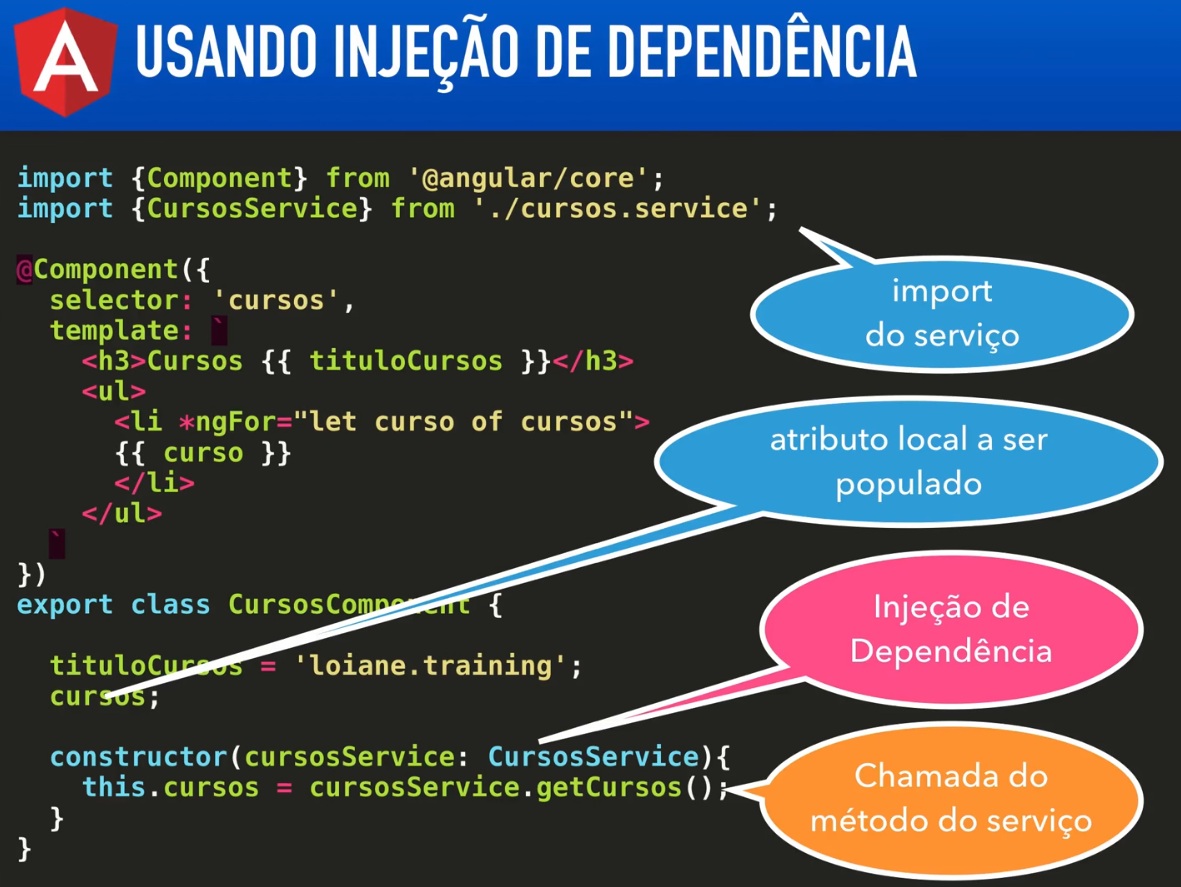 A
USANDO INJEÇÃO DE DEPENDÊNCIA
import {Component} from '@angular/core';
import {CursosService} from './cursos.service';
@Component({
selector: 'cursos',
template: `
<h3>Cursos {{ tituloCursos }}</h3>
<ul>
<li *ngFor="let curso of cursos">
{{ curso }}
</li>
</ul>
`
})
export class CursosComponent {
tituloCursos = 'loiane.training';
cursos;
constructor(cursosService: CursosService){
this.cursos = cursosService.getCursos();
}
}
import
do serviço
atributo local a ser
populado
Injeção de
Dependência
Chamada do
método do serviço